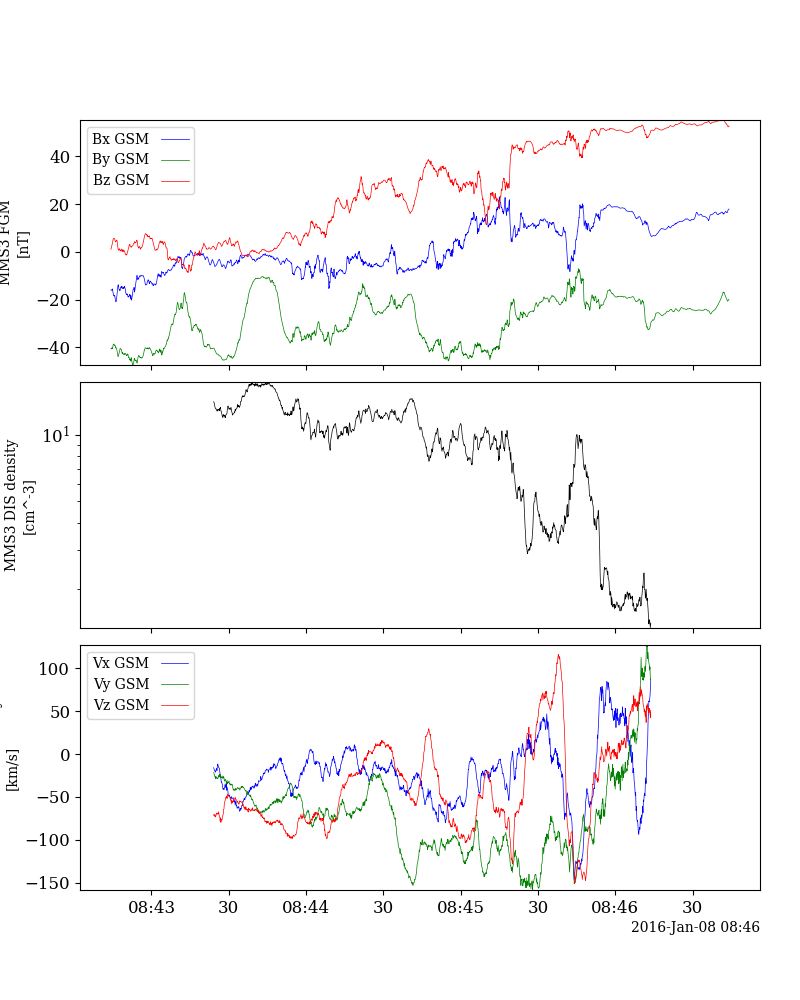 Bx GSM
By GSM
Bz GSM
40
20
0
−20
−40
MMS3 FGM
[nT]
10^1
MMS3 DIS density
[cm^-3]
Vx GSM
Vy GSM
Vz GSM
100
50
0
−50
−100
−150
[km/s]
08:43 30 08:44 30 08:45 30 08:46 30
2016-Jan-08 08:46